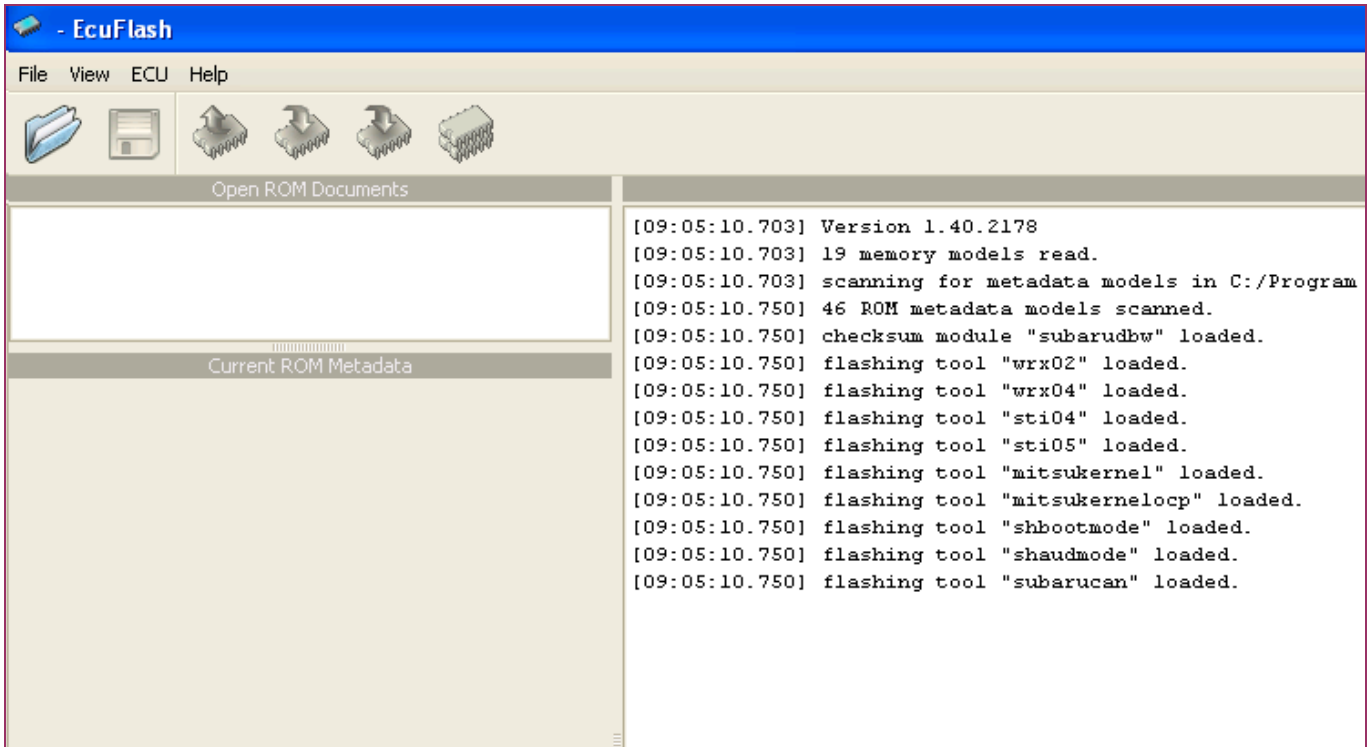 - EcuFlash
File View ECU Help
Open ROM Documents
Current ROM Metadata
[09:05:10.703] Version 1.40.2178
[09:05:10.703] 19 memory models read.
[09:05:10.703] scanning for metadata models in C:/Program
[09:05:10.750] 46 ROM metadata models scanned.
[09:05:10.750] checksum module "subarudbw" loaded.
[09:05:10.750] flashing tool "wrx02" loaded.
[09:05:10.750] flashing tool "wrx04" loaded.
[09:05:10.750] flashing tool "sti04" loaded.
[09:05:10.750] flashing tool "sti05" loaded.
[09:05:10.750] flashing tool "mitsukernel" loaded.
[09:05:10.750] flashing tool "mitsukernelocp" loaded.
[09:05:10.750] flashing tool "shbootmode" loaded.
[09:05:10.750] flashing tool "shaudmode" loaded.
[09:05:10.750] flashing tool "subarucan" loaded.